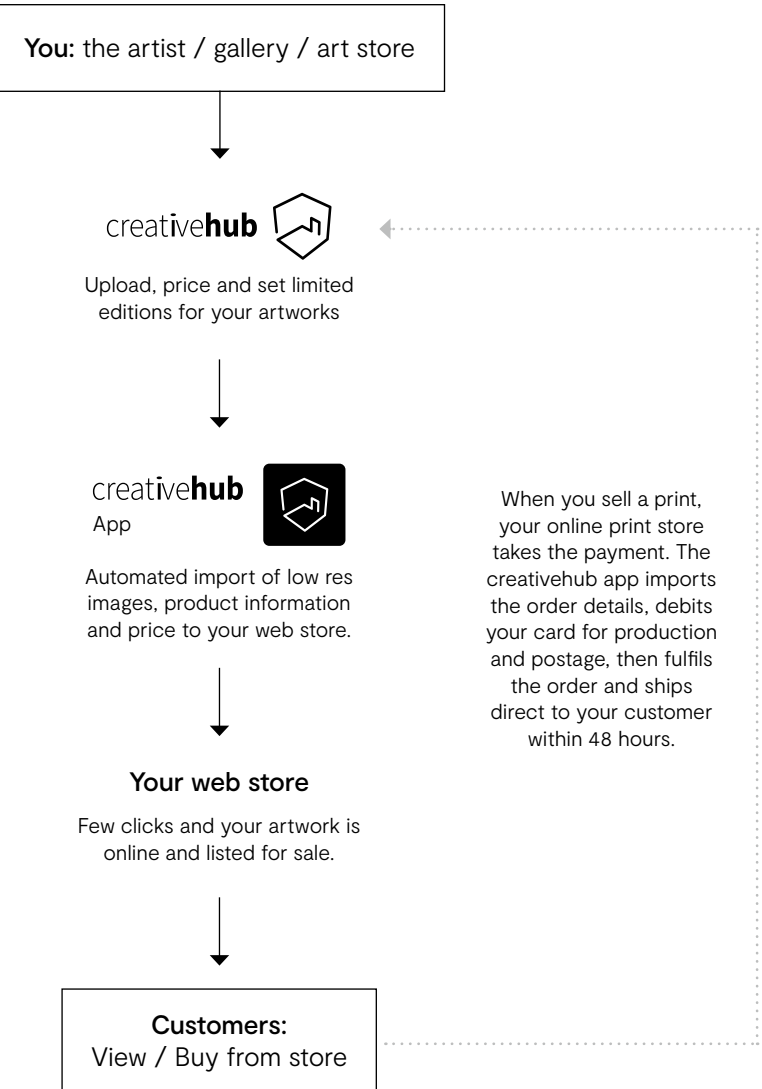 You: the artist / gallery / art store
creativehub
Upload, price and set limited
editions for your artworks
creativehub
App
Automated import of low res
images, product information
and price to your web store.
When you sell a print,
your online print store
takes the payment. The
creativehub app imports
the order details, debits
your card for production
and postage, then fulfils
the order and ships
direct to your customer
within 48 hours.
Your web store
Few clicks and your artwork is
online and listed for sale.
Customers:
View / Buy from store